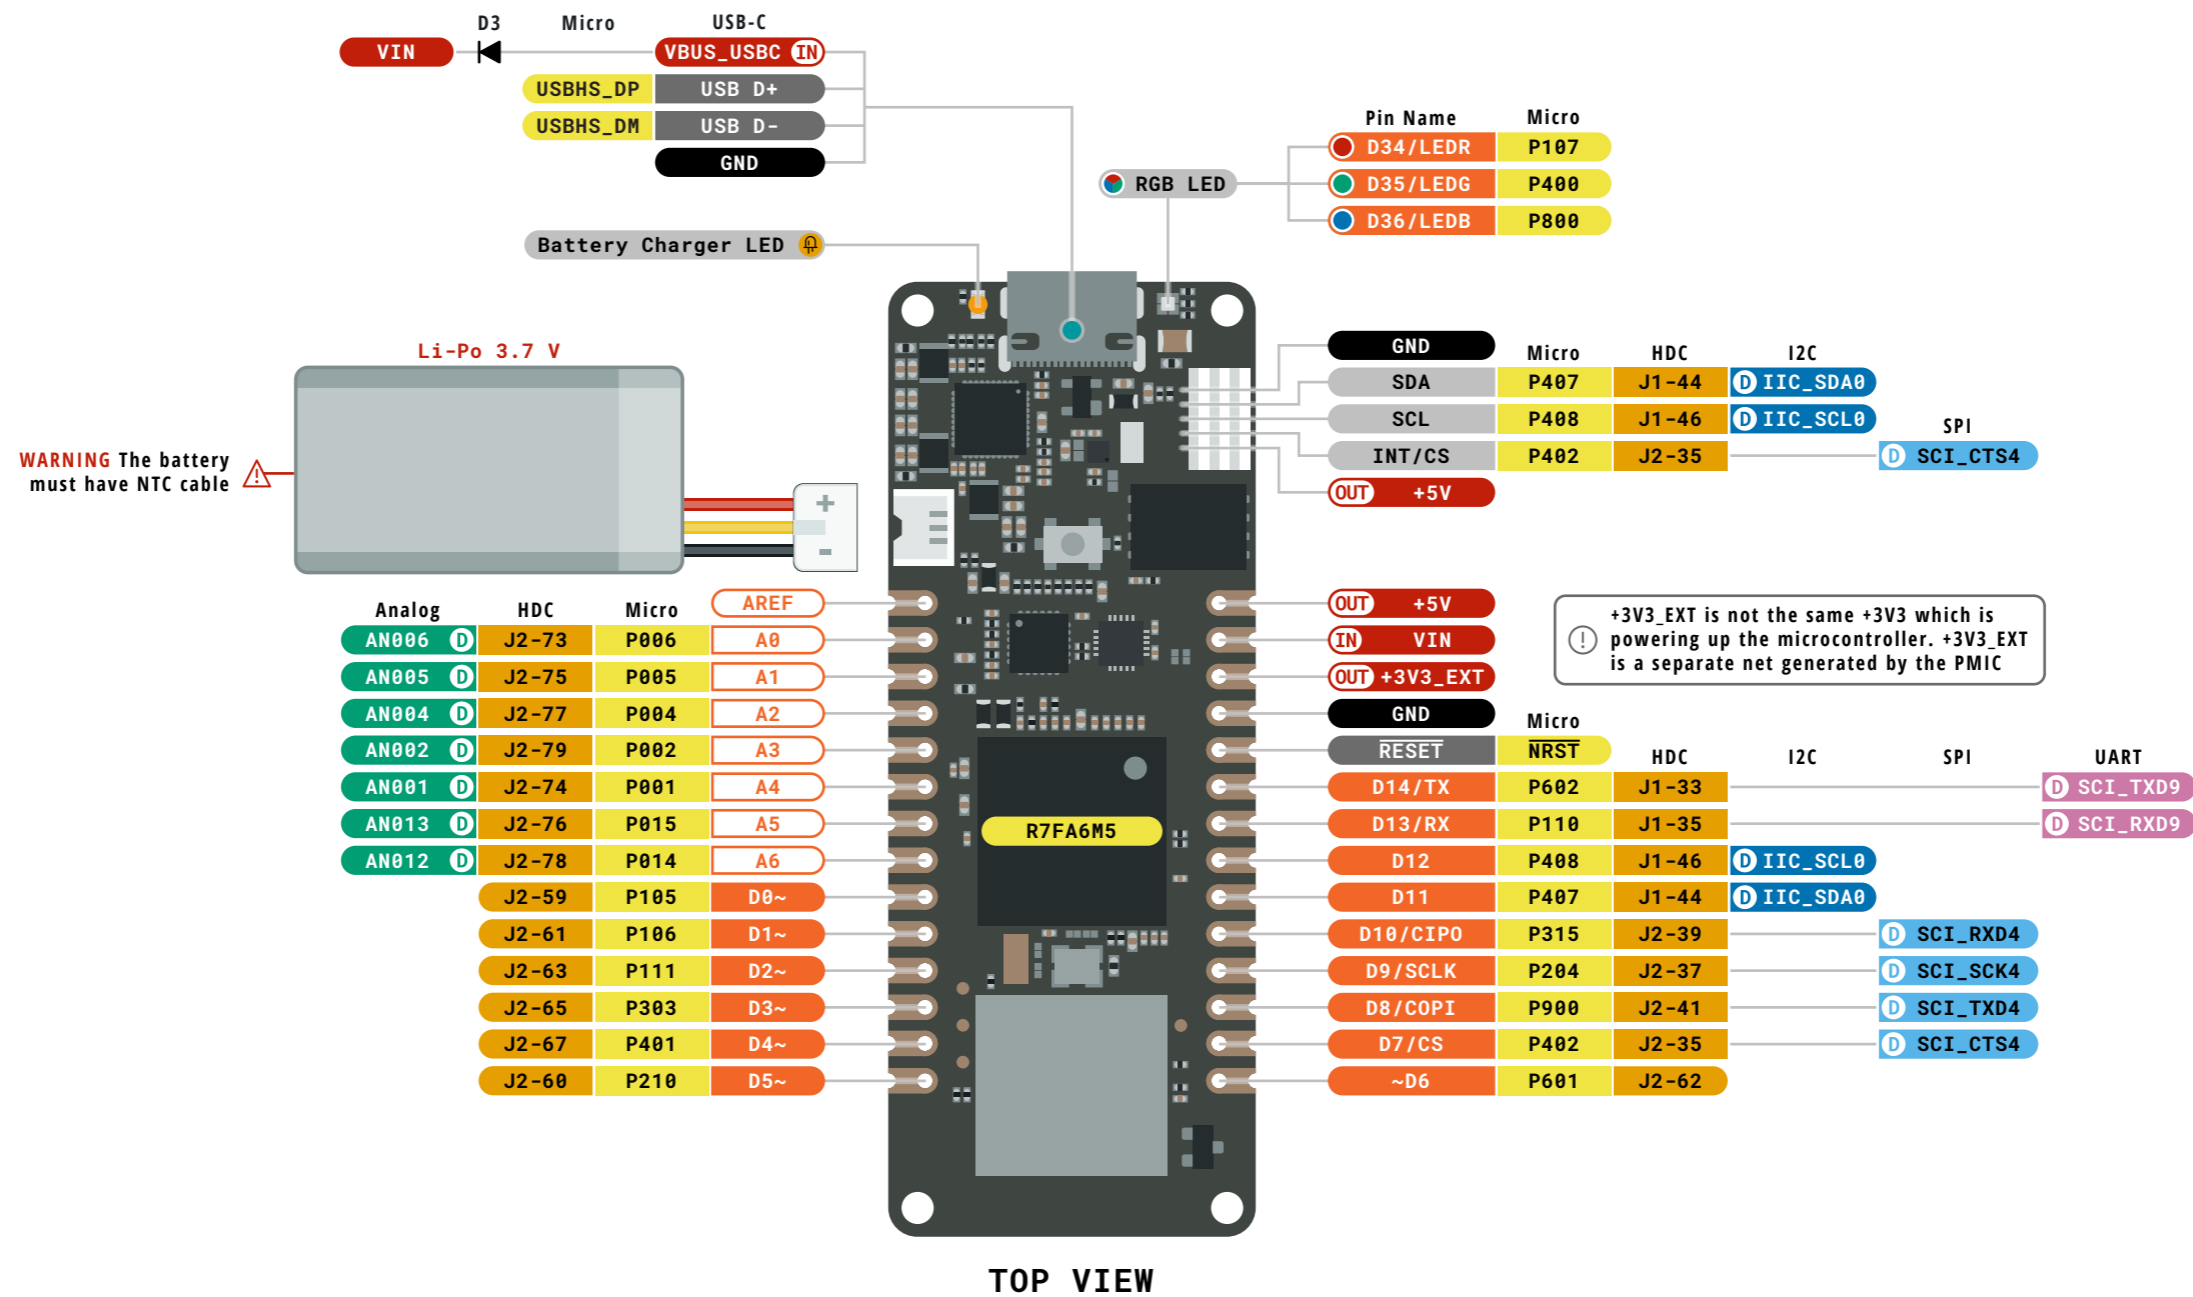 D3 Micro USB-C
VIN VBUS_USBC IN
USBHS_DP USB D+
USBHS_DM USB D-
GND
Pin Name Micro
D34/LEDR P107
RGB LED D35/LEDG P400
D36/LEDB P800
Battery Charger LED
Li-Po 3.7 V
WARNING The battery
must have NTC cable
+
-
GND
Micro HDC I2C
SDA P407 J1-44 D IIC_SDA0
SCL P408 J1-46 D IIC_SCL0
SPI
INT/CS P402 J2-35 D SCI_CTS4
OUT +5V
Analog HDC Micro AREF
AN006 D J2-73 P006 A0
AN005 D J2-75 P005 A1
AN004 D J2-77 P004 A2
AN002 D J2-79 P002 A3
AN001 D J2-74 P001 A4
AN013 D J2-76 P015 A5
AN012 D J2-78 P014 A6
J2-59 P105 D0~
J2-61 P106 D1~
J2-63 P111 D2~
J2-65 P303 D3~
J2-67 P401 D4~
J2-60 P210 D5~
R7FA6M5
OUT +5V
IN VIN
OUT +3V3_EXT
GND
+3V3_EXT is not the same +3V3 which is
powering up the microcontroller. +3V3_EXT
is a separate net generated by the PMIC
Micro
RESET NRST
HDC I2C SPI UART
D14/TX P602 J1-33 D SCI_TXD9
D13/RX P110 J1-35 D SCI_RXD9
D12 P408 J1-46 D IIC_SCL0
D11 P407 J1-44 D IIC_SDA0
D10/CIPO P315 J2-39 D SCI_RXD4
D9/SCLK P204 J2-37 D SCI_SCK4
D8/COPI P900 J2-41 D SCI_TXD4
D7/CS P402 J2-35 D SCI_CTS4
~D6 P601 J2-62
TOP VIEW